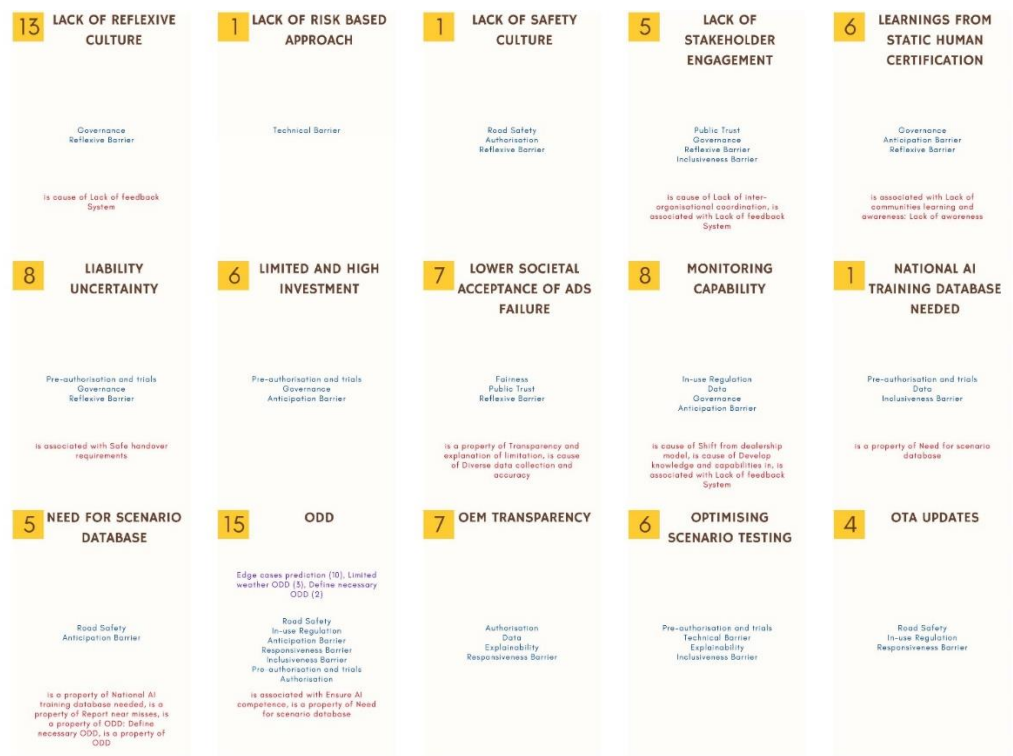 13 LACK OF REFLEXIVE
CULTURE
Governance
Reflexive Barrier
is cause of Lack of feedback
System
1 LACK OF RISK BASED
APPROACH
Technical Barrier
1 LACK OF SAFETY
CULTURE
Road Safety
Authorisation
Reflexive Barrier
5 LACK OF
STAKEHOLDER
ENGAGEMENT
Public Trust
Governance
Reflexive Barrier
Inclusiveness Barrier
is cause of Lack of inter-
organisational coordination, is
associated with Lack of feedback
System
6 LEARNINGS FROM
STATIC HUMAN
CERTIFICATION
Governance
Anticipation Barrier
Reflexive Barrier
is associated with Lack of
communities learning and
awareness: Lack of awareness
8 LIABILITY
UNCERTAINTY
Pre-authorisation and trials
Governance
Reflexive Barrier
is associated with Safe handover
requirements
6 LIMITED AND HIGH
INVESTMENT
Pre-authorisation and trials
Governance
Anticipation Barrier
7 LOWER SOCIETAL
ACCEPTANCE OF ADS
FAILURE
Fairness
Public Trust
Reflexive Barrier
is a property of Transparency and
explanation of limitation, is cause
of Diverse data collection and
accuracy
8 MONITORING
CAPABILITY
In-use Regulation
Data
Governance
Anticipation Barrier
is cause of Shift from dealership
model, is cause of Develop
knowledge and capabilities in, is
associated with Lack of feedback
System
1 NATIONAL AI
TRAINING DATABASE
NEEDED
Pre-authorisation and trials
Data
Inclusiveness Barrier
is a property of Need for scenario
database
5 NEED FOR SCENARIO
DATABASE
Road Safety
Anticipation Barrier
is a property of National AI
training database needed, is a
property of Report near misses, is
a property of ODD: Define
necessary ODD, is a property of
ODD
15 ODD
Edge cases prediction (10), Limited
weather ODD (3), Define necessary
ODD (2)
Road Safety
In-use Regulation
Anticipation Barrier
Responsiveness Barrier
Inclusiveness Barrier
Pre-authorisation and trials
Authorisation
is associated with Ensure AI
competence, is a property of Need
for scenario database
7 OEM TRANSPARENCY
Authorisation
Data
Explainability
Responsiveness Barrier
6 OPTIMISING
SCENARIO TESTING
Pre-authorisation and trials
Technical Barrier
Explainability
Inclusiveness Barrier
4 OTA UPDATES
Road Safety
In-use Regulation
Responsiveness Barrier